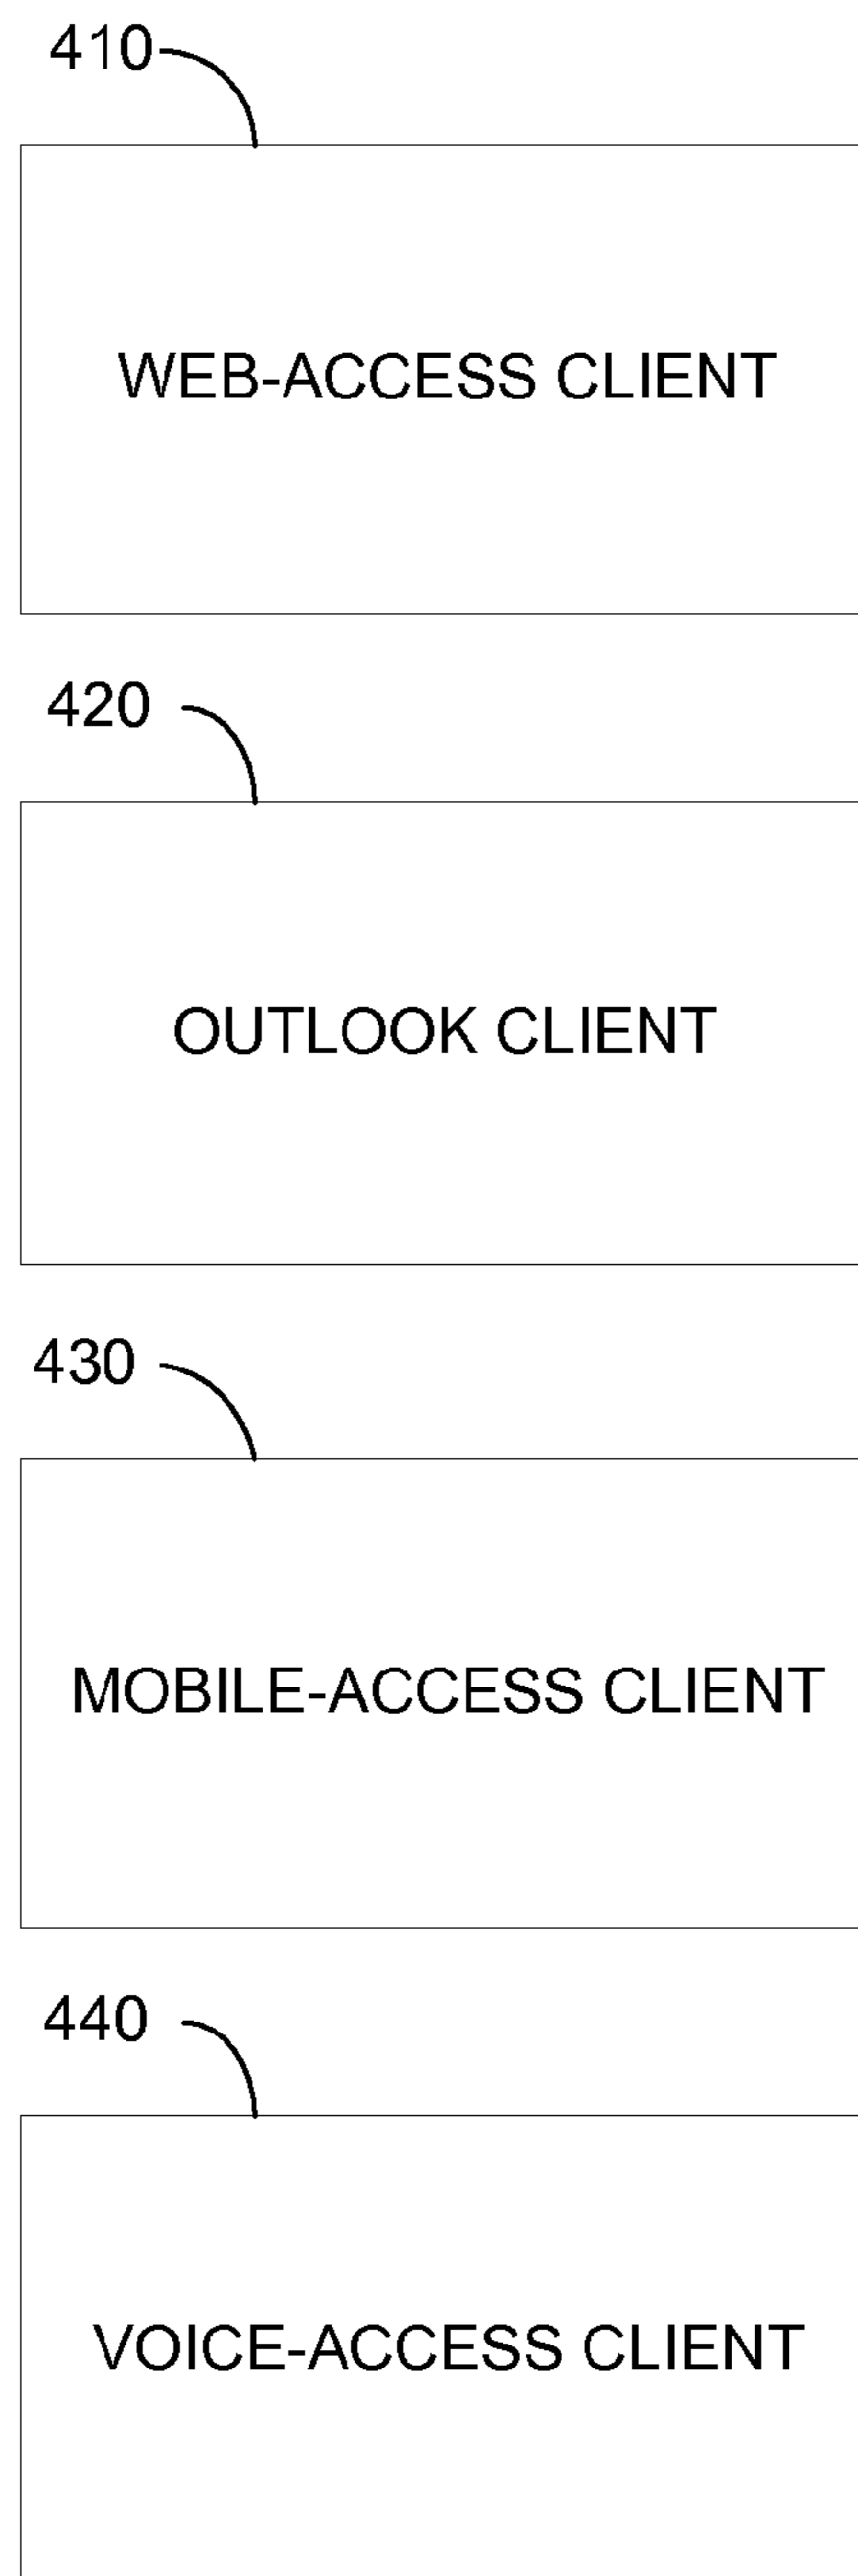 410
WEB-ACCESS CLIENT
420
OUTLOOK CLIENT
430
MOBILE-ACCESS CLIENT
440
VOICE-ACCESS CLIENT